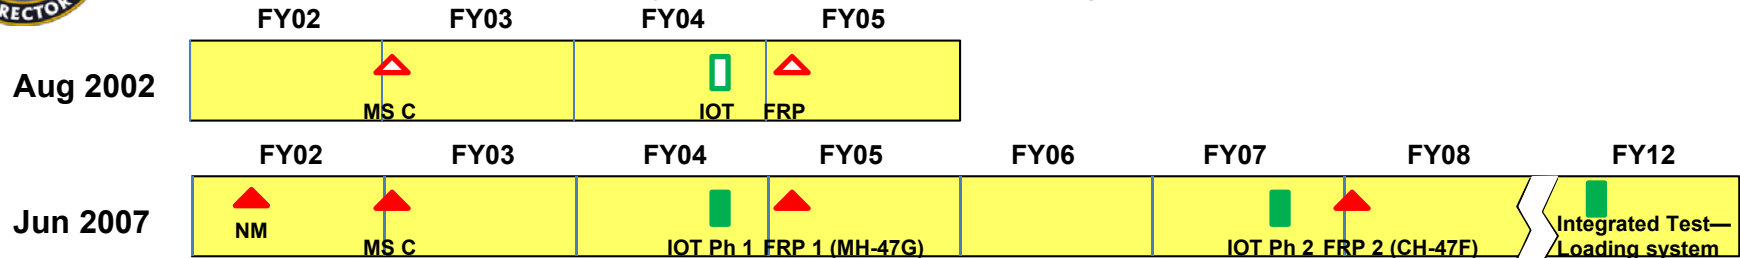 RECTOR
FY02 FY03 FY04 FY05
Aug 2002
MS C IOT FRP
FY02 FY03 FY04 FY05 FY06 FY07 FY08 FY12
Jun 2007
NM
MS C IOT Ph 1 FRP 1 (MH-47G) IOT Ph 2 FRP 2 (CH-47F)
Integrated Test—
Loading system